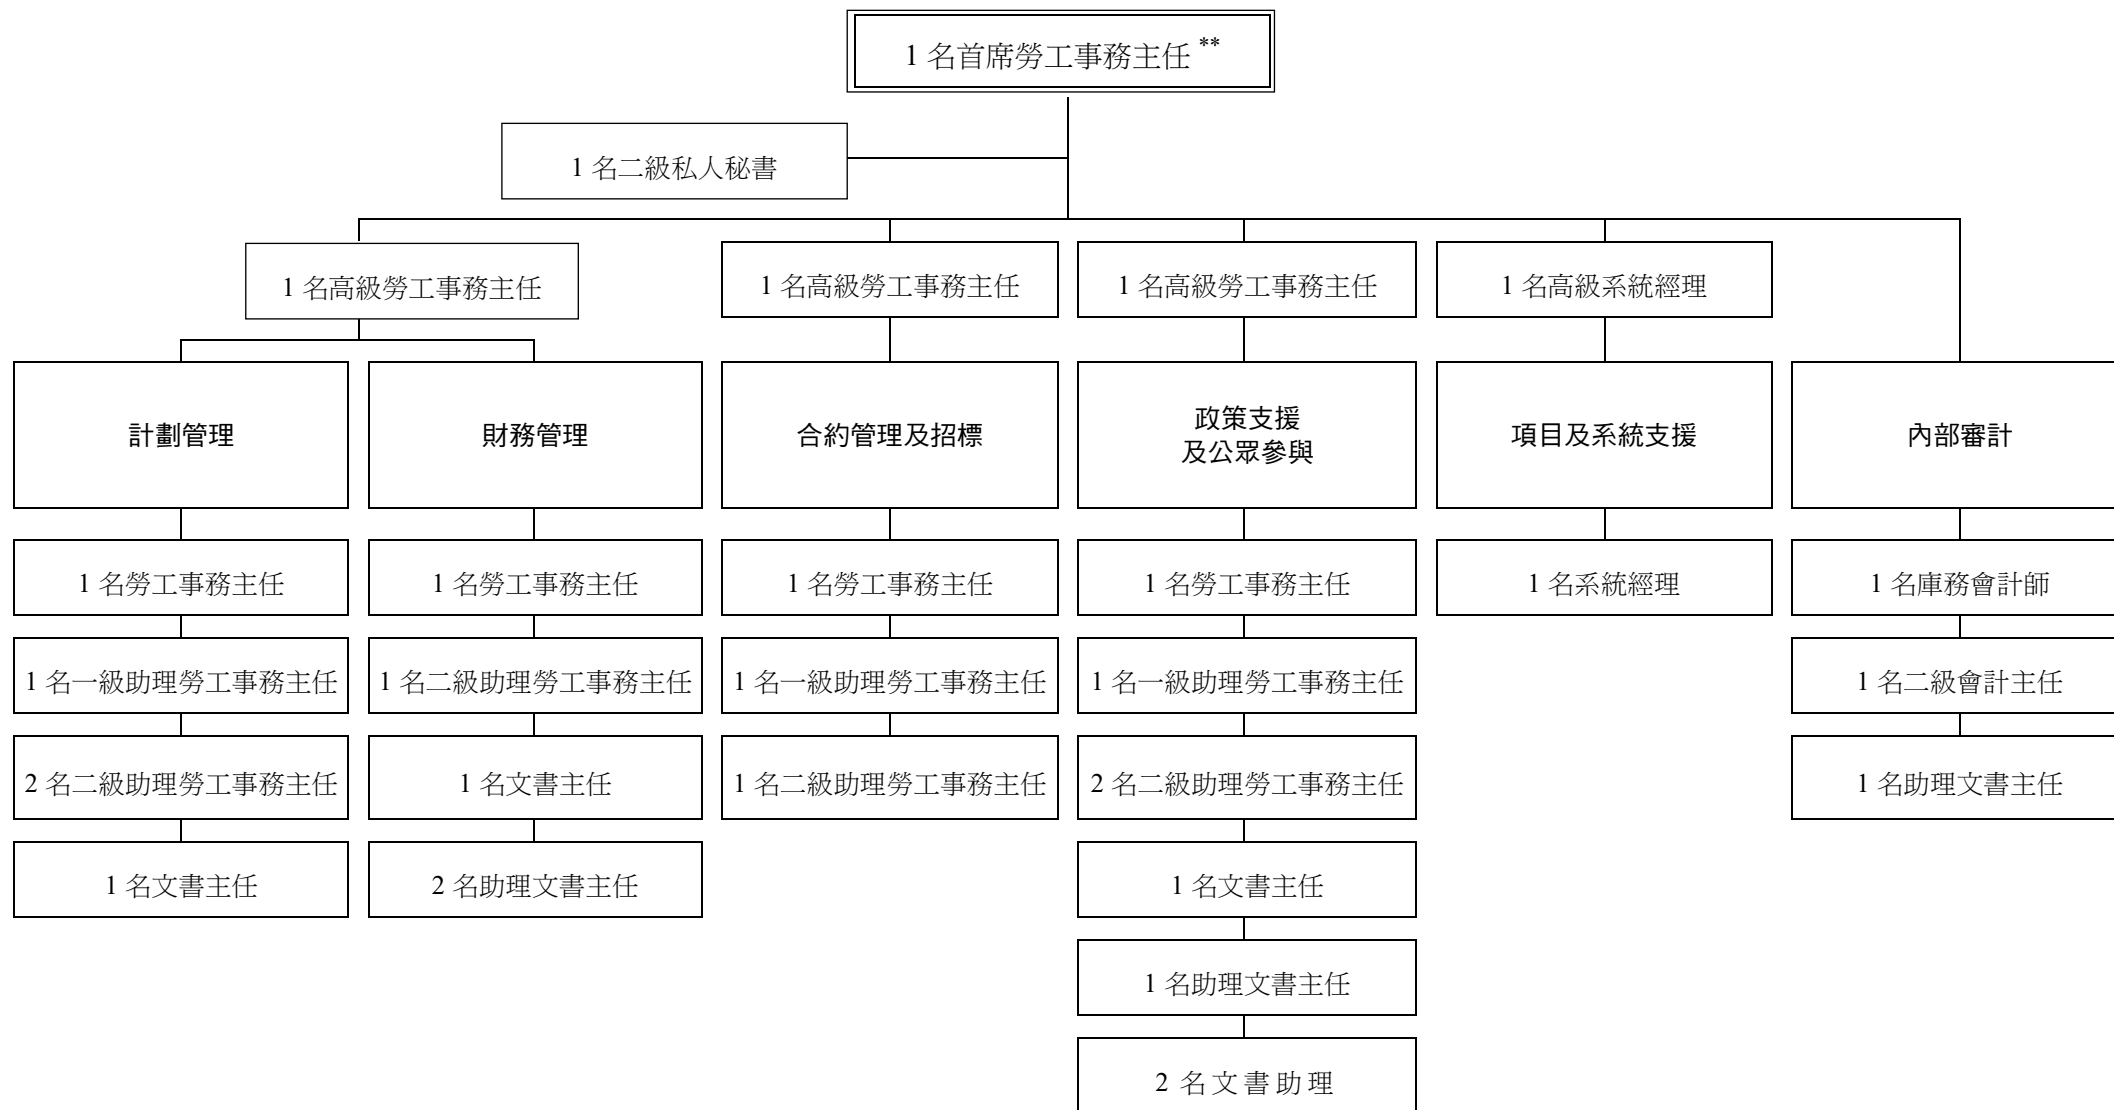 1 名首席勞工事務主任 **
1 名二級私人秘書
1 名高級勞工事務主任
1 名高級勞工事務主任
1 名高級勞工事務主任
1 名高級系統經理
計劃管理
財務管理
合約管理及招標
政策支援
及公眾參與
項目及系統支援
內部審計
1 名勞工事務主任
1 名勞工事務主任
1 名勞工事務主任
1 名勞工事務主任
1 名系統經理
1 名庫務會計師
1 名一級助理勞工事務主任
1 名二級助理勞工事務主任
1 名一級助理勞工事務主任
1 名一級助理勞工事務主任
1 名二級會計主任
2 名二級助理勞工事務主任
1 名文書主任
1 名二級助理勞工事務主任
2 名二級助理勞工事務主任
1 名助理文書主任
1 名文書主任
2 名助理文書主任
1 名文書主任
1 名助理文書主任
2 名文書助理